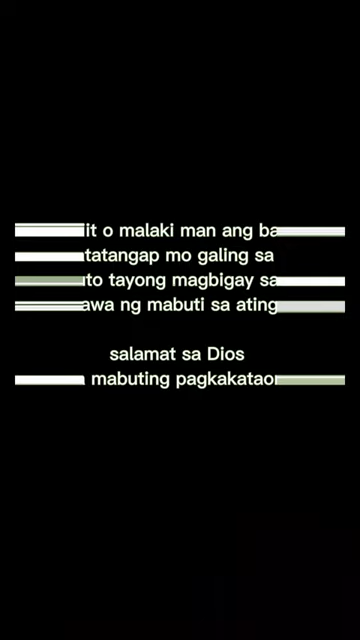 it o malaki man ang ba
tatangap mo galing sa
to tayong magbigay sa
awa ng mabuti sa ating
salamat sa Dios
mabuting pagkakatao